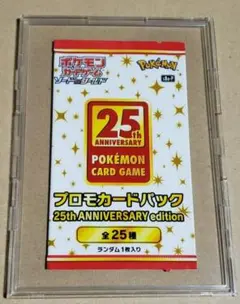 ポケモン
カードゲーム
ソード&シールド
Pokémon
25th
ANNIVERSARY
POKÉMON
CARD GAME
プロモカードパック
25th ANNIVERSARY edition
全25種
ランダム1枚入り